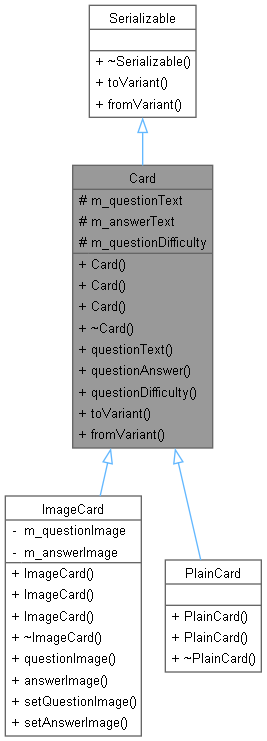 Serializable
+ ~Serializable()
+ toVariant()
+ fromVariant()
Card
# m_questionText
# m_answerText
# m_questionDifficulty
+ Card()
+ Card()
+ Card()
+ ~Card()
+ questionText()
+ questionAnswer()
+ questionDifficulty()
+ toVariant()
+ fromVariant()
ImageCard
- m_questionImage
- m_answerImage
+ ImageCard()
+ ImageCard()
+ ImageCard()
+ ~ImageCard()
+ questionImage()
+ answerImage()
+ setQuestionImage()
+ setAnswerImage()
PlainCard
+ PlainCard()
+ PlainCard()
+ ~PlainCard()